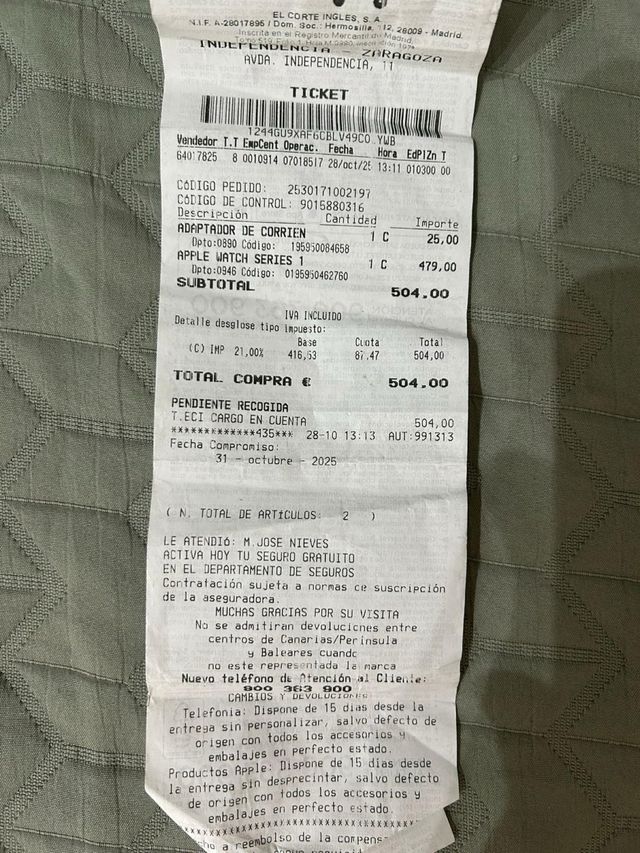 EL CORTE INGLES, S.A.
N.I.F. A-28017895 / Dom. Soc.: Hermosilla, 112, 28009 - Madrid.
Inscrita en el Registro Mercantil de Madrid,
INDEPENDENCIA - ZARAGOZA
AVDA. INDEPENDENCIA, 11
TICKET
1244GU9XAF6CBLV49CO YWB
Vendedor T.T EmpCent Operac. Fecha Hora EdPlZn T
64017825 8 0010914 07018517 28/oct/25 13:11 010300 00
CóDIGO PEDIDO: 2530171002197
CóDIGO DE CONTROL: 9015880316
Descripción Cantidad Importe
ADAPTADOR DE CORRIEN 1 C 25,00
Dpto:0890 Código: 195950084658
APPLE WATCH SERIES 1 1 C 479,00
Dpto:0946 Código: 0195950462760
SUBTOTAL 504.00
IVA INCLUIDO
Detalle desglose tipo impuesto:
Base Cuota Total
(C) IMP 21,00% 416,53 87,47 504,00
TOTAL COMPRA € 504.00
PENDIENTE RECOGIDA
T.ECI CARGO EN CUENTA 504,00
*************435*** 28-10 13:13 AUT:991313
Fecha Compromiso:
31 - octubre - 2025
( N. TOTAL DE ARTíCULOS: 2 )
LE ATENDIó: M.JOSE NIEVES
ACTIVA HOY TU SEGURO GRATUITO
EN EL DEPARTAMENTO DE SEGUROS
Contratación sujeta a normas de suscripción
de la aseguradora.
MUCHAS GRACIAS POR SU VISITA
No se admitiran devoluciones entre
centros de Canarias/Península
y Baleares cuando
no este representada la marca
Nuevo teléfono de Atención al Cliente:
900 363 900
CAMBIOS Y DEVOLUCIONES
Telefonia: Dispone de 15 dias desde la
entrega sin personalizar, salvo defecto de
origen con todos los accesorios y
embalajes en perfecto estado.
Productos Apple: Dispone de 15 dias desde
la entrega sin desprecintar, salvo defecto
de origen con todos los accesorios y
embalajes en perfecto estado.
cho a reembolso de la compens